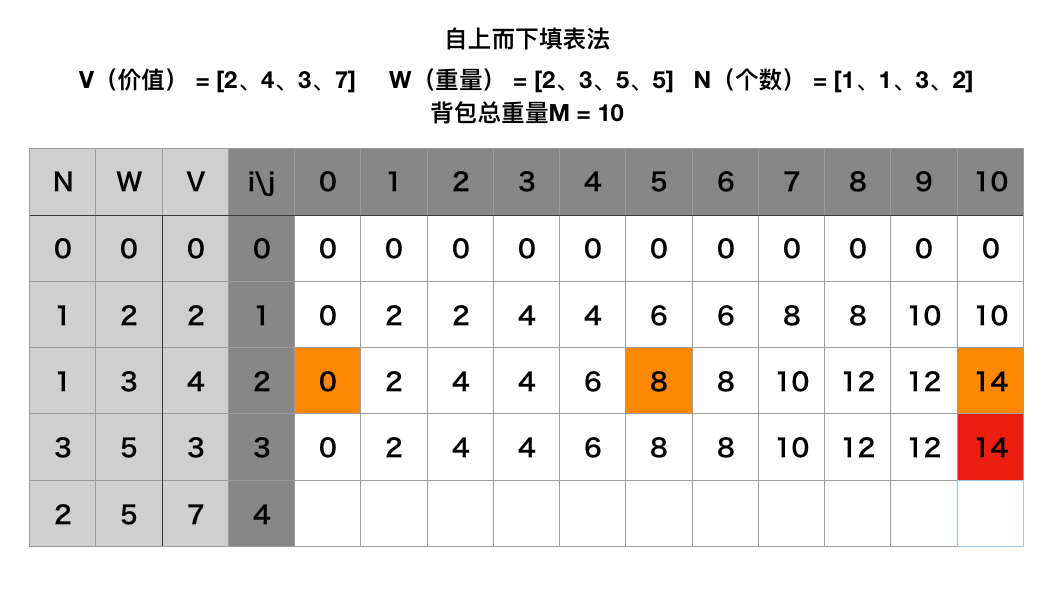 自上而下填表法
V（价值） = [2、4、3、7] W（重量） = [2、3、5、5] N（个数） = [1、1、3、2]
背包总重量M = 10
N W V i\j 0 1 2 3 4 5 6 7 8 9 10
0 0 0 0 0 0 0 0 0 0 0 0 0 0 0
1 2 2 1 0 2 2 4 4 6 6 8 8 10 10
1 3 4 2 0 2 4 4 6 8 8 10 12 12 14
3 5 3 3 0 2 4 4 6 8 8 10 12 12 14
2 5 7 4